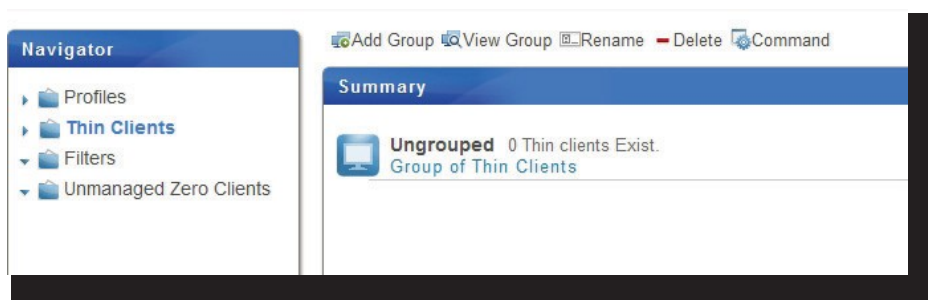 Navigator
Profiles
Thin Clients
Filters
Unmanaged Zero Clients
Add Group View Group Rename Delete Command
Summary
Ungrouped 0 Thin clients Exist.
Group of Thin Clients